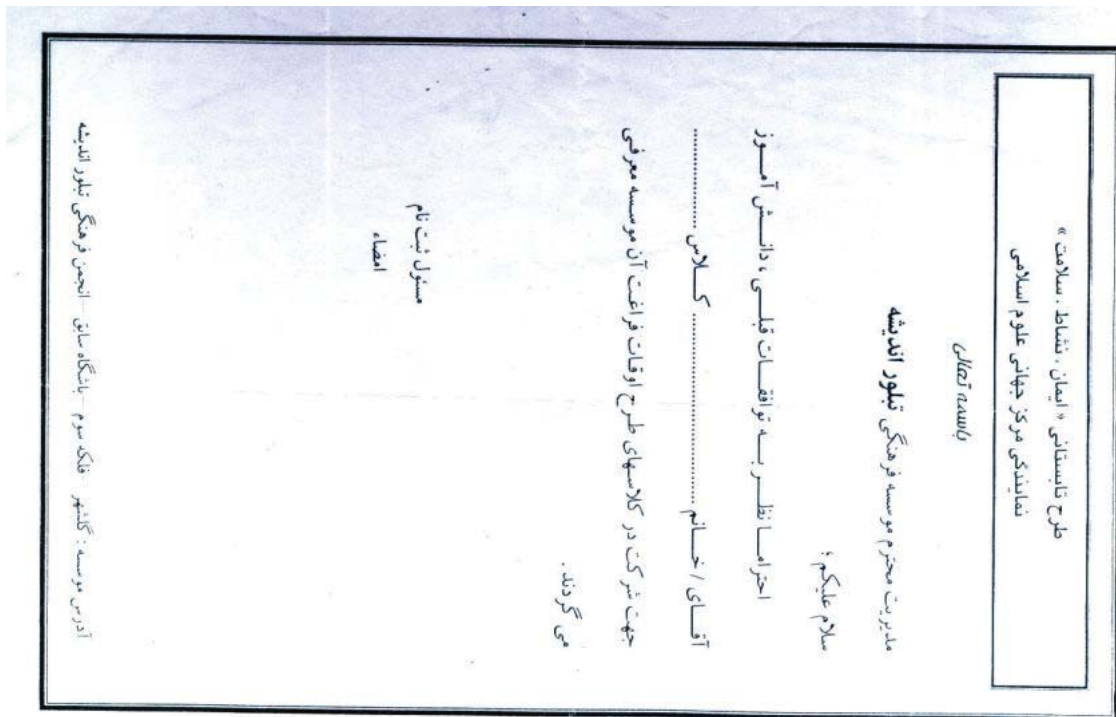 طرح تابستانی « ایمان ، نشاط ، سلامت »
نمایندگی مرکز جهانی علوم اسلامی
باسمه تعالی
مدیریت محترم موسسه فرهنگی تبلور اندیشه
سلام علیکم ؛
احتراما نظر به توافقات قبلی ، دانش آموز
آقای / خانم .................................. کلاس ................
جهت شرکت در کلاسهای طرح اوقات فراغت آن موسسه معرفی
می گردند .
مسئول ثبت نام
امضاء
آدرس موسسه : گلشهر – فلکه سوم – باشگاه سابق – انجمن فرهنگی تبلور اندیشه